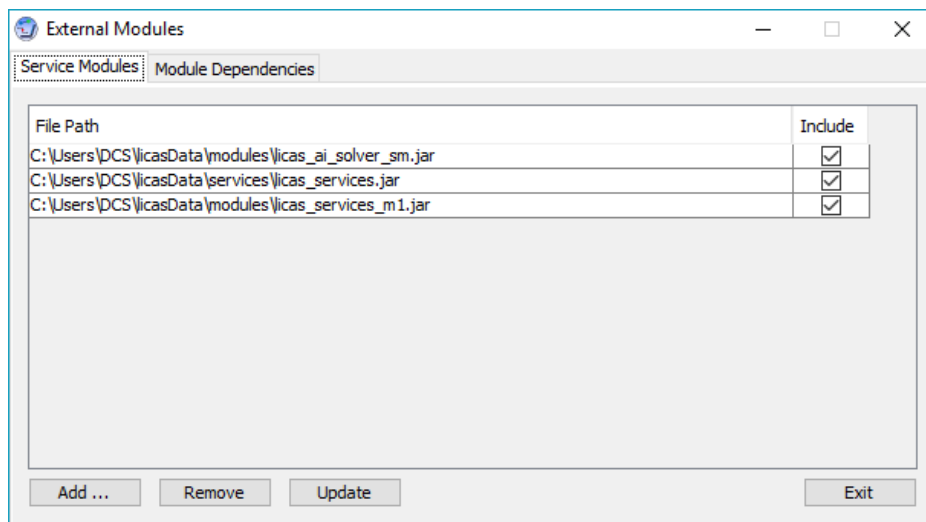 External Modules
Service Modules Module Dependencies
File Path Include
C:\Users\DCS\licasData\modules\licas_ai_solver_sm.jar
C:\Users\DCS\licasData\services\licas_services.jar
C:\Users\DCS\licasData\modules\licas_services_m1.jar
Add ... Remove Update Exit